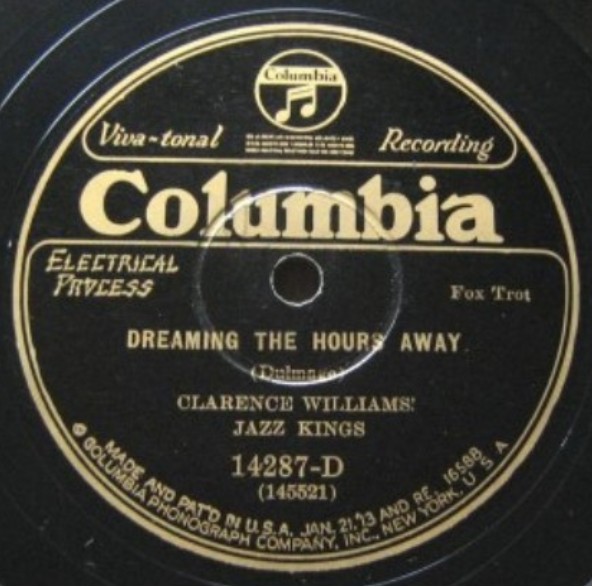 Columbia
Viva-tonal Recording
Columbia
ELECTRICAL
PROCESS
Fox Trot
DREAMING THE HOURS AWAY
(Dulmage)
CLARENCE WILLIAMS'
JAZZ KINGS
14287-D
(145521)
MADE AND PAT'D IN U.S.A. JAN. 21,'13 AND RE. 16588
COLUMBIA PHONOGRAPH COMPANY, INC., NEW YORK, U.S.A